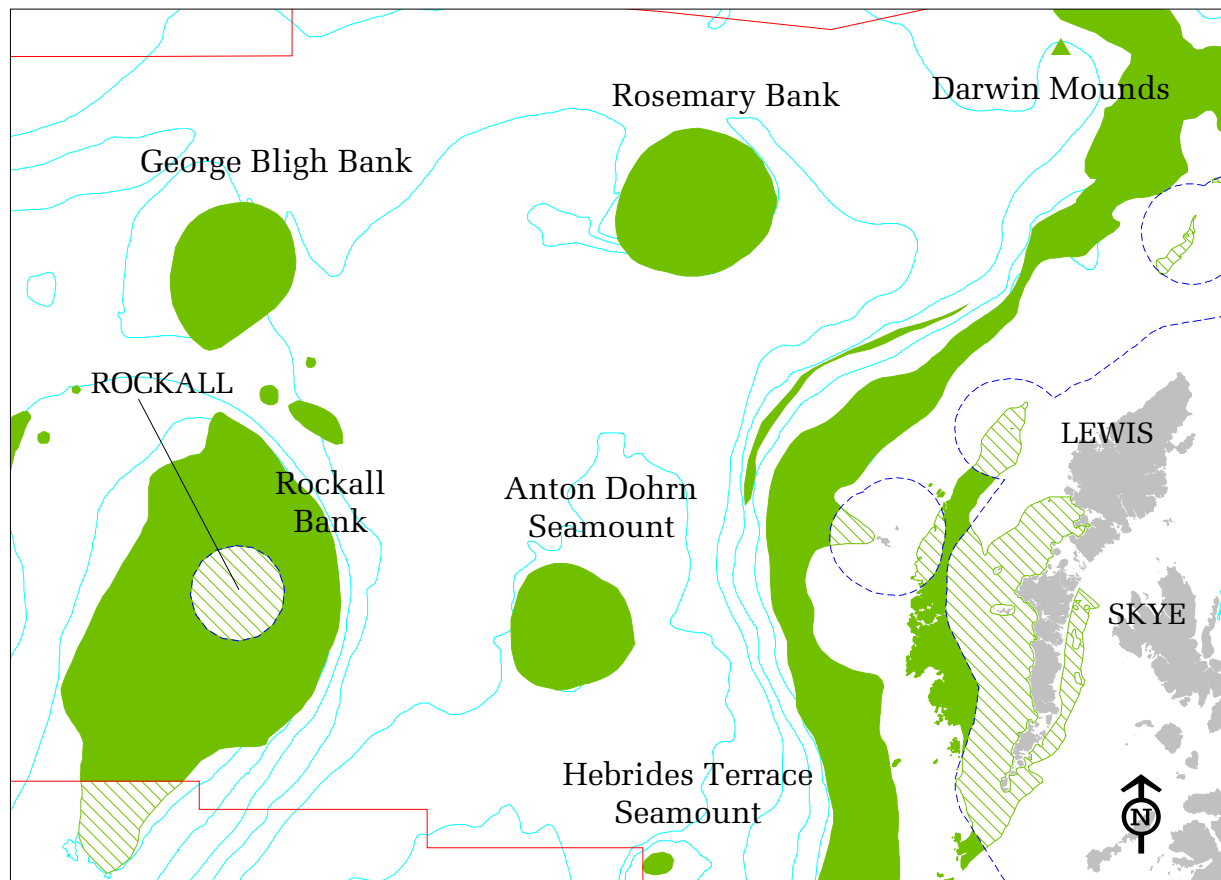 Rosemary Bank
Darwin Mounds
George Bligh Bank
ROCKALL
LEWIS
Rockall
Bank
Anton Dohrn
Seamount
SKYE
Hebrides Terrace
Seamount
N